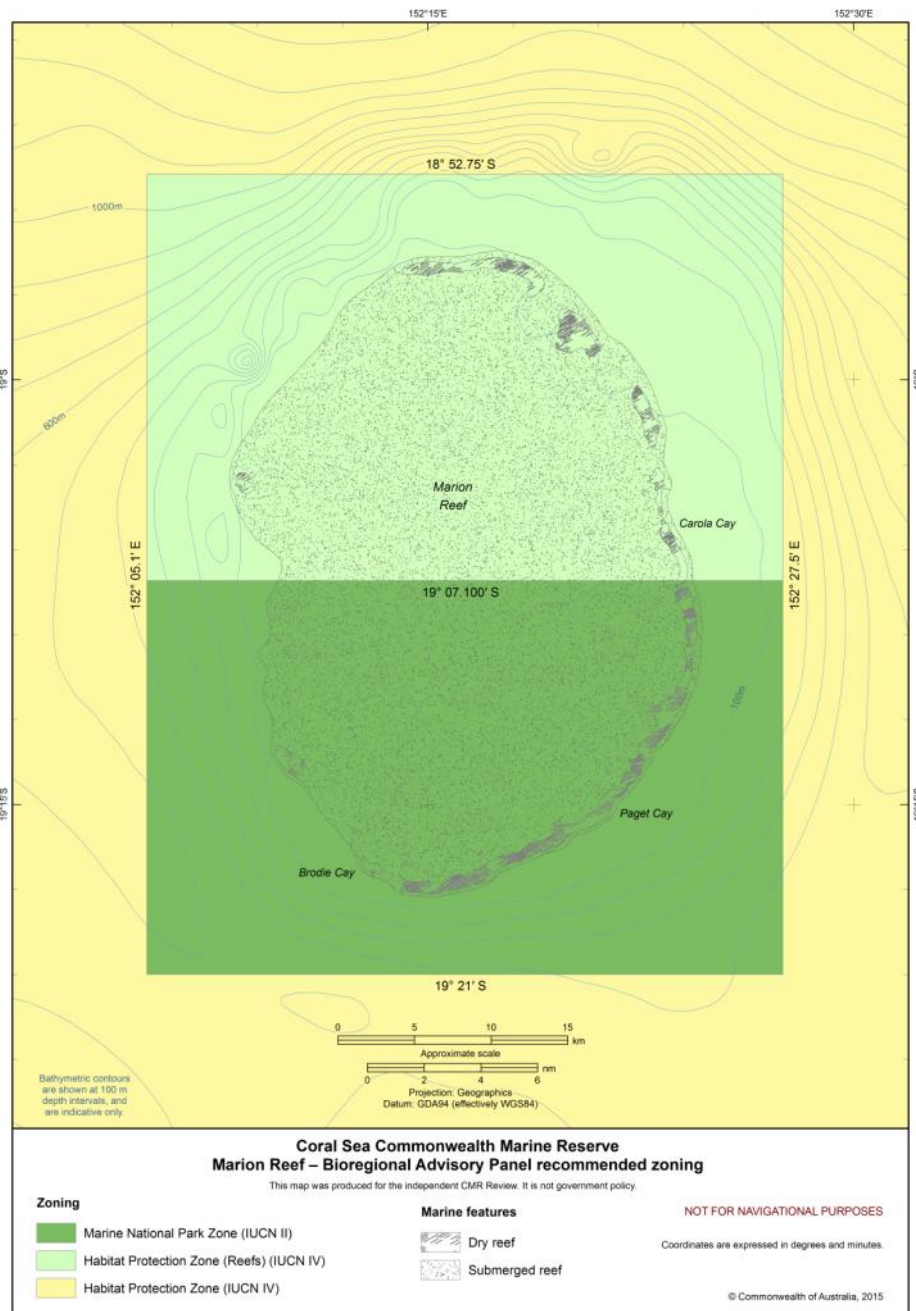 152°15'E
152°30'E
18° 52.75' S
1000m
19°S
600m
Marion
Reef
Carola Cay
152° 05.1' E
152° 27.5' E
19° 07.100' S
100m
19°15'S
Paget Cay
Brodie Cay
19° 21' S
0 5 10 15 km
Approximate scale
0 2 4 6 nm
Projection: Geographics
Datum: GDA94 (effectively WGS84)
Bathymetric contours
are shown at 100 m
depth intervals, and
are indicative only
Coral Sea Commonwealth Marine Reserve
Marion Reef – Bioregional Advisory Panel recommended zoning
This map was produced for the independent CMR Review. It is not government policy.
Zoning
Marine National Park Zone (IUCN II)
Habitat Protection Zone (Reefs) (IUCN IV)
Habitat Protection Zone (IUCN IV)
Marine features
Dry reef
Submerged reef
NOT FOR NAVIGATIONAL PURPOSES
Coordinates are expressed in degrees and minutes.
© Commonwealth of Australia, 2015